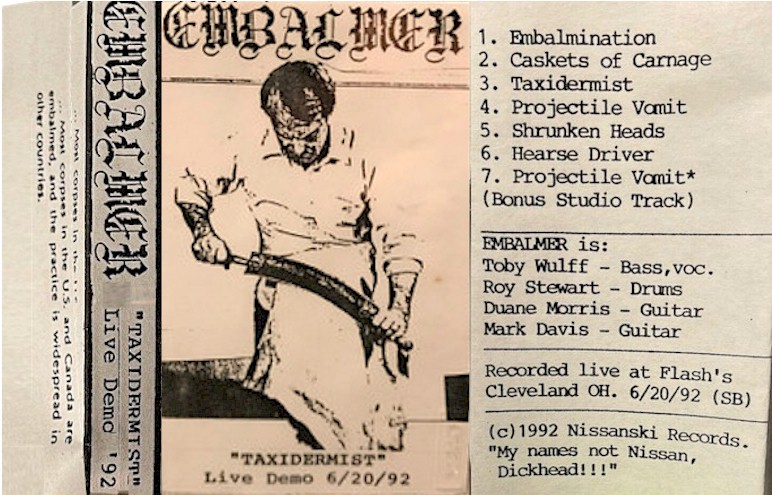 ... Most corpses in the U.S. and Canada are
embalmed, and the practice is widespread in
other countries.
EMBALMER
"TAXIDERMIST"
Live Demo '92
EMBALMER
"TAXIDERMIST"
Live Demo 6/20/92
1. Embalmination
2. Caskets of Carnage
3. Taxidermist
4. Projectile Vomit
5. Shrunken Heads
6. Hearse Driver
7. Projectile Vomit*
(Bonus Studio Track)
EMBALMER is:
Toby Wulff - Bass,voc.
Roy Stewart - Drums
Duane Morris - Guitar
Mark Davis - Guitar
Recorded live at Flash's
Cleveland OH. 6/20/92 (SB)
(c)1992 Nissanski Records.
"My names not Nissan,
Dickhead!!!"